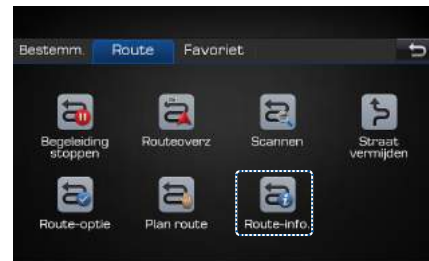 Bestemm. Route Favoriet
Begeleiding stoppen
Routeoverz
Scannen
Straat vermijden
Route-optie
Plan route
Route-info.